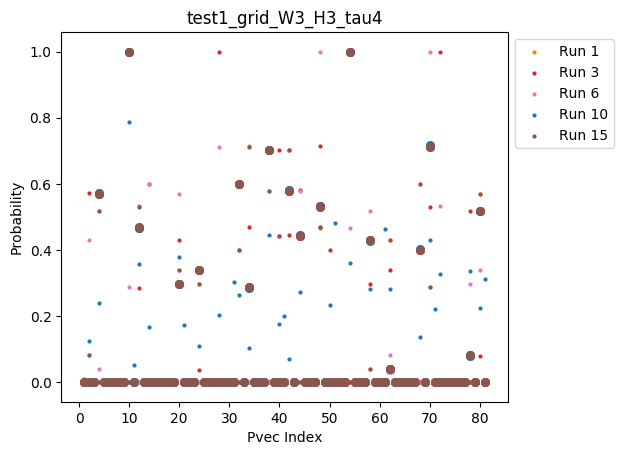 test1_grid_W3_H3_tau4
1.0
0.8
0.6
0.4
0.2
0.0
Probability
0 10 20 30 40 50 60 70 80
Pvec Index
Run 1
Run 3
Run 6
Run 10
Run 15